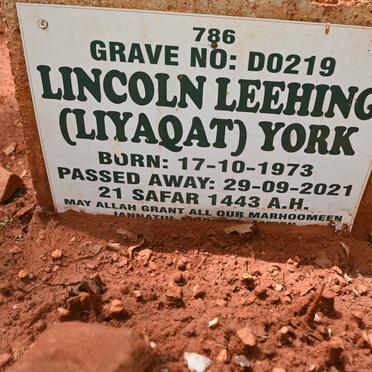 786
GRAVE NO: D0219
LINCOLN LEEHING
(LIYAQAT) YORK
BORN: 17-10-1973
PASSED AWAY: 29-09-2021
21 SAFAR 1443 A.H.
MAY ALLAH GRANT ALL OUR MARHOOMEEN
JANNATUL